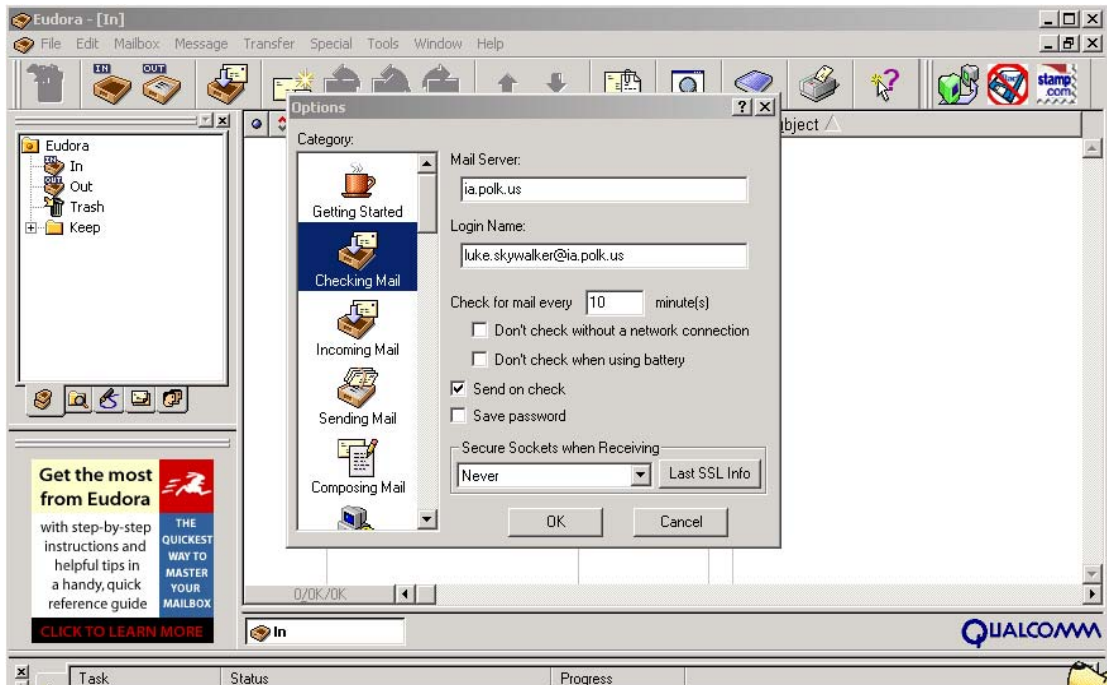 Eudora - [In]
File Edit Mailbox Message Transfer Special Tools Window Help
IN OUT
stamps
.com
Options
Category:
Getting Started
Checking Mail
Incoming Mail
Sending Mail
Composing Mail
Mail Server:
ia.polk.us
Login Name:
luke.skywalker@ia.polk.us
Check for mail every 10 minute(s)
Don't check without a network connection
Don't check when using battery
Send on check
Save password
Secure Sockets when Receiving
Never
Last SSL Info
OK Cancel
Eudora
In
Out
Trash
Keep
Get the most
from Eudora
with step-by-step
instructions and
helpful tips in
a handy, quick
reference guide
THE
QUICKEST
WAY TO
MASTER
YOUR
MAILBOX
CLICK TO LEARN MORE
0/0K/0K
In
QUALCOMM
Task Status Progress